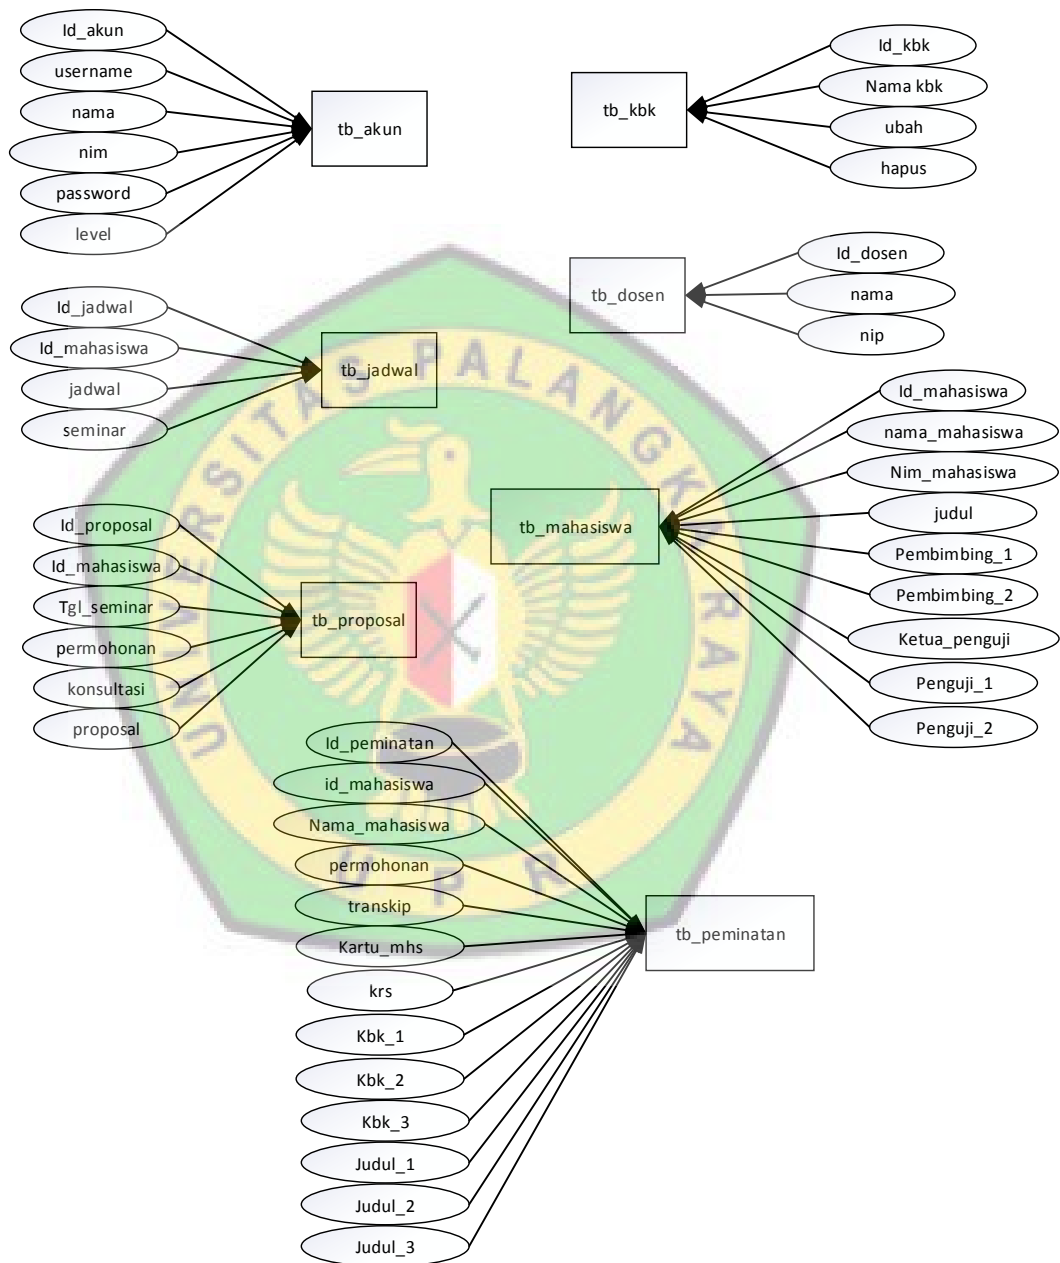 Id_akun
username
nama
nim
password
level
tb_akun
Id_kbk
Nama kbk
ubah
hapus
tb_kbk
Id_dosen
nama
nip
tb_dosen
Id_jadwal
Id_mahasiswa
jadwal
seminar
tb_jadwal
Id_mahasiswa
nama_mahasiswa
Nim_mahasiswa
judul
Pembimbing_1
Pembimbing_2
Ketua_penguji
Penguji_1
Penguji_2
tb_mahasiswa
Id_proposal
Id_mahasiswa
Tgl_seminar
permohonan
konsultasi
proposal
tb_proposal
Id_peminatan
id_mahasiswa
Nama_mahasiswa
permohonan
transkip
Kartu_mhs
krs
Kbk_1
Kbk_2
Kbk_3
Judul_1
Judul_2
Judul_3
tb_peminatan
UNIVERSITAS PALANGKA RAYA
UPR